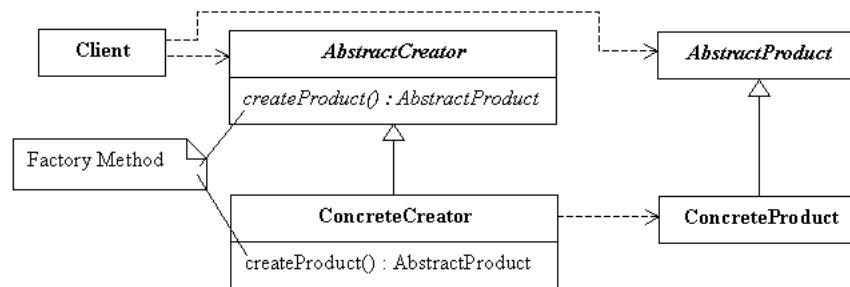 Client
AbstractCreator
AbstractProduct
createProduct() : AbstractProduct
Factory Method
ConcreteCreator
ConcreteProduct
createProduct() : AbstractProduct